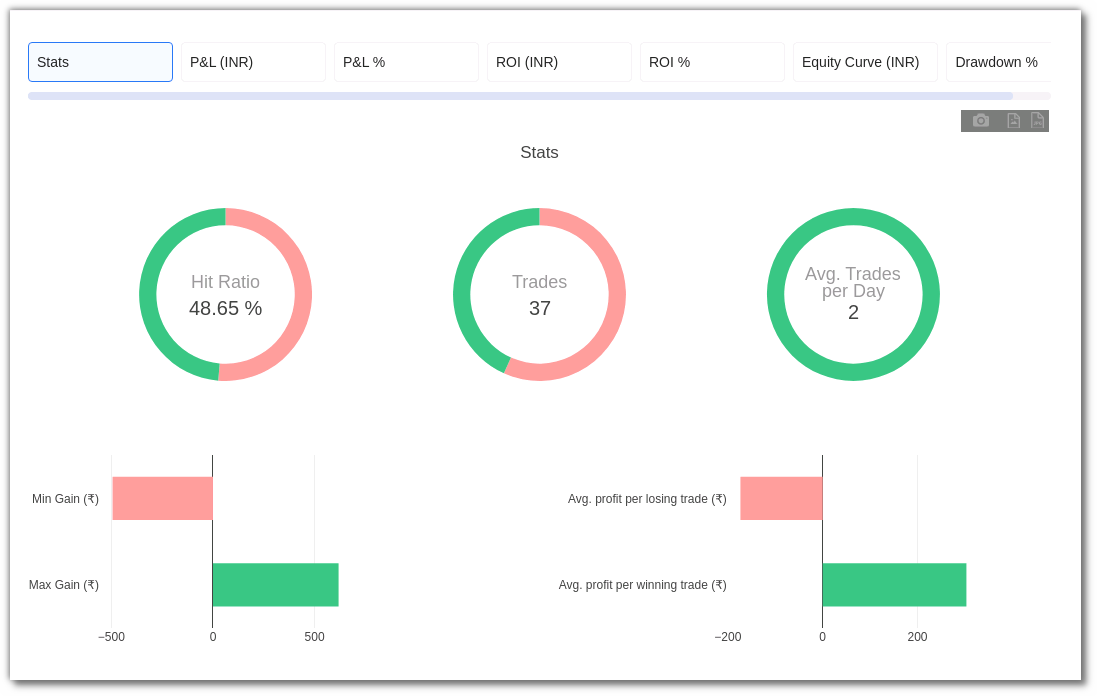 Stats
P&L (INR)
P&L %
ROI (INR)
ROI %
Equity Curve (INR)
Drawdown %
Stats
Hit Ratio
48.65 %
Trades
37
Avg. Trades
per Day
2
Min Gain (₹)
Max Gain (₹)
−500
0
500
Avg. profit per losing trade (₹)
Avg. profit per winning trade (₹)
−200
0
200